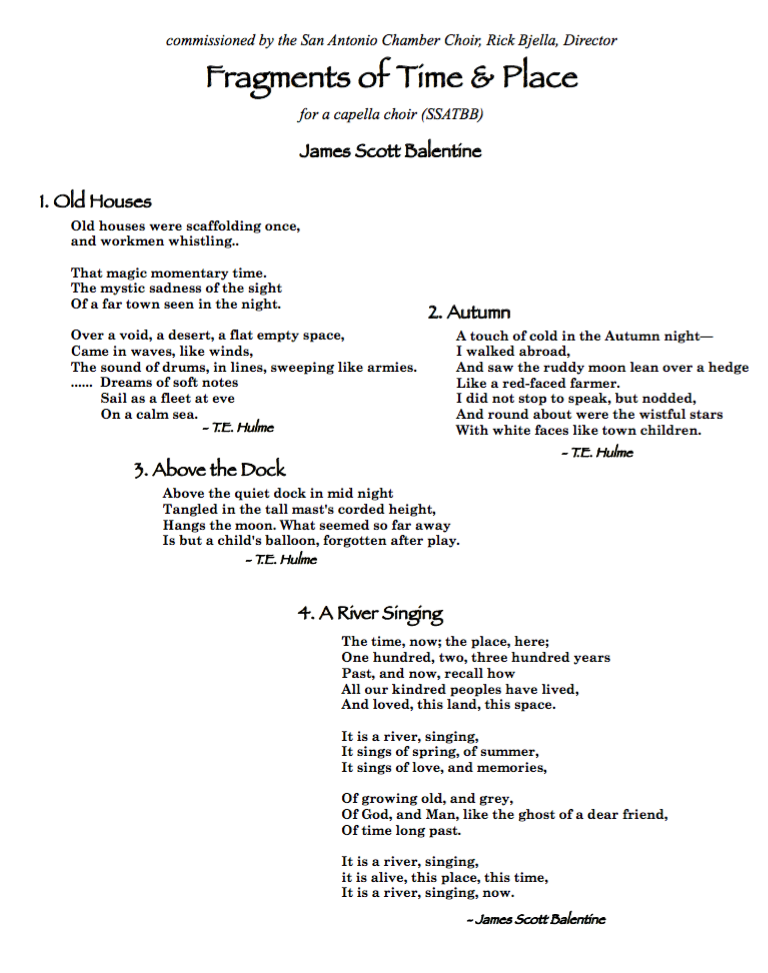 commissioned by the San Antonio Chamber Choir, Rick Bjella, Director
Fragments of Time & Place
for a capella choir (SSATBB)
James Scott Balentine
1. Old Houses
Old houses were scaffolding once,
and workmen whistling..
That magic momentary time.
The mystic sadness of the sight
Of a far town seen in the night.
Over a void, a desert, a flat empty space,
Came in waves, like winds,
The sound of drums, in lines, sweeping like armies.
...... Dreams of soft notes
Sail as a fleet at eve
On a calm sea.
- T.E. Hulme
2. Autumn
A touch of cold in the Autumn night—
I walked abroad,
And saw the ruddy moon lean over a hedge
Like a red-faced farmer.
I did not stop to speak, but nodded,
And round about were the wistful stars
With white faces like town children.
- T.E. Hulme
3. Above the Dock
Above the quiet dock in mid night
Tangled in the tall mast's corded height,
Hangs the moon. What seemed so far away
Is but a child's balloon, forgotten after play.
- T.E. Hulme
4. A River Singing
The time, now; the place, here;
One hundred, two, three hundred years
Past, and now, recall how
All our kindred peoples have lived,
And loved, this land, this space.
It is a river, singing,
It sings of spring, of summer,
It sings of love, and memories,
Of growing old, and grey,
Of God, and Man, like the ghost of a dear friend,
Of time long past.
It is a river, singing,
it is alive, this place, this time,
It is a river, singing, now.
- James Scott Balentine